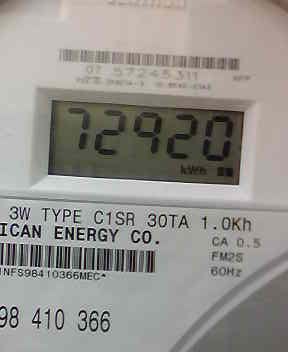 07 57245311
72920
kWh
3W TYPE C1SR 30TA 1.0Kh
ICAN ENERGY CO.
CA 0.5
FM2S
60Hz
INFS98410366MEC*
98 410 366